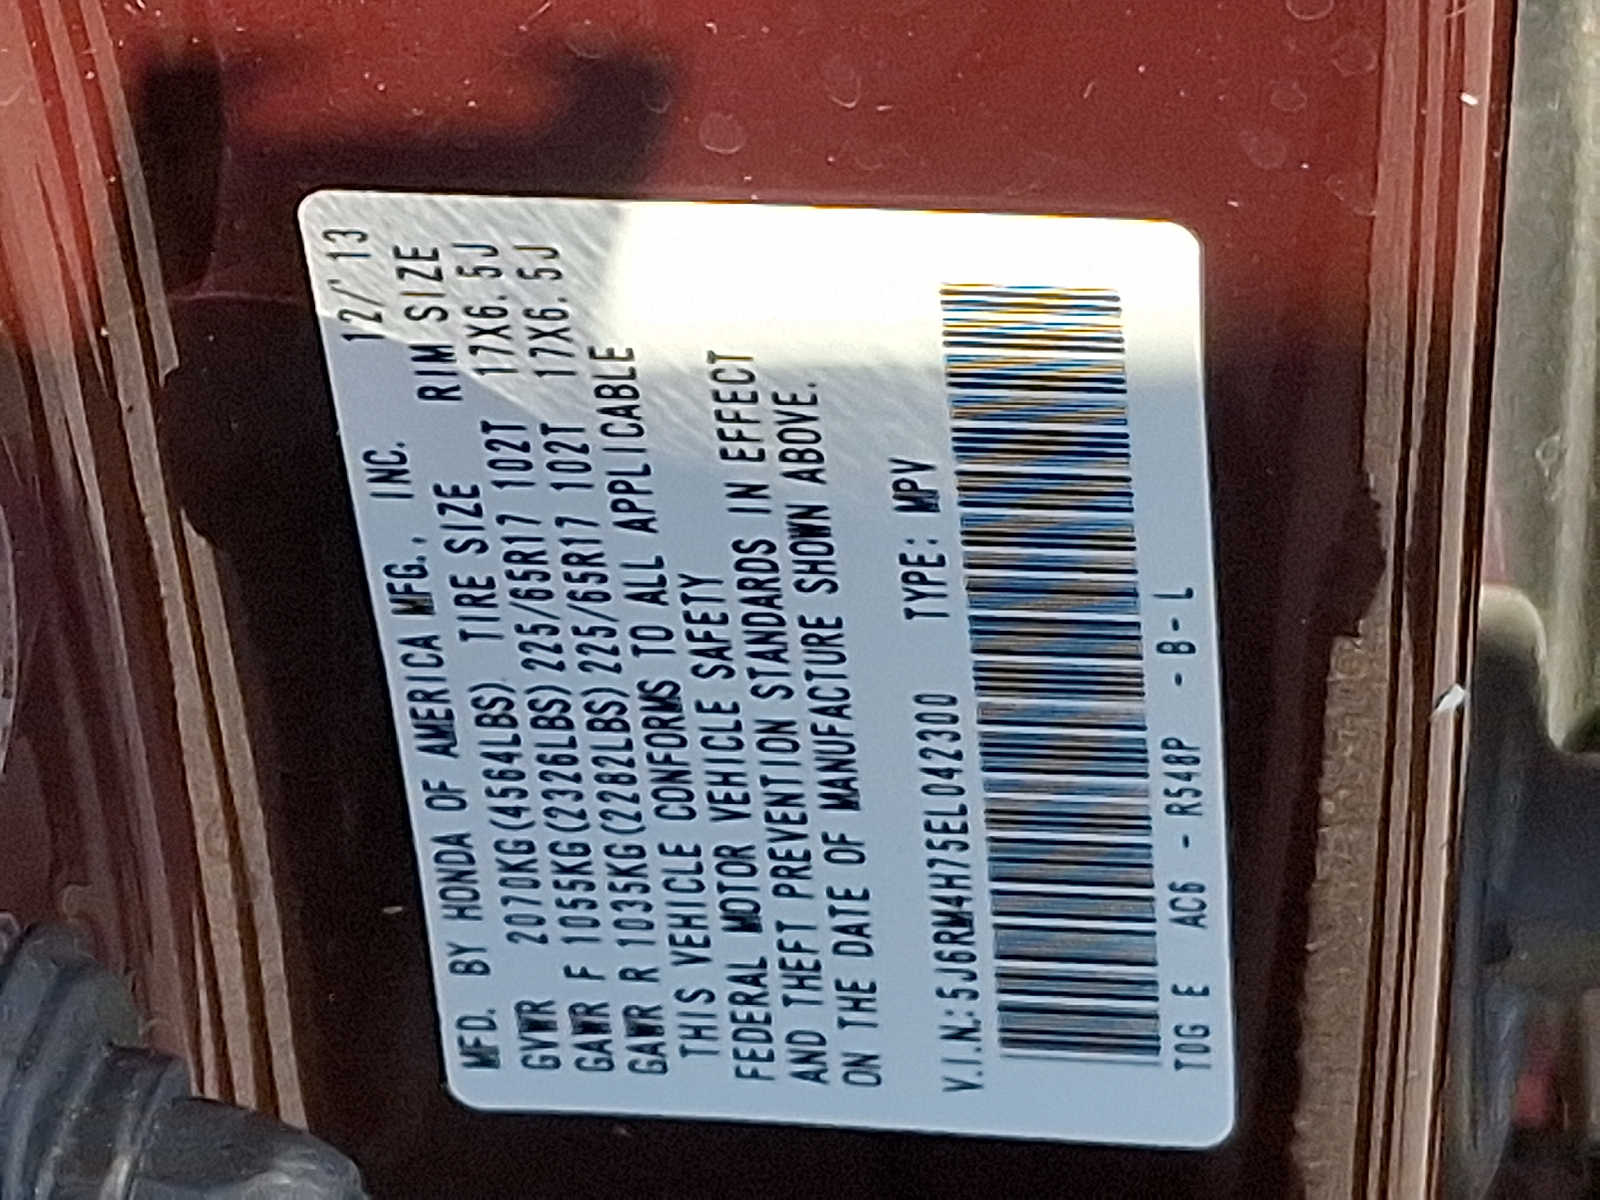 MFD. BY HONDA OF AMERICA MFG., INC. 12/13
GVWR 2070KG(4564LBS) TIRE SIZE RIM SIZE
GAWR F 1055KG(2326LBS) 225/65R17 102T 17X6.5J
GAWR R 1035KG(2282LBS) 225/65R17 102T 17X6.5J
THIS VEHICLE CONFORMS TO ALL APPLICABLE
FEDERAL MOTOR VEHICLE SAFETY
AND THEFT PREVENTION STANDARDS IN EFFECT
ON THE DATE OF MANUFACTURE SHOWN ABOVE.
V.I.N.:5J6RM4H75EL042300 TYPE: MPV
TOG E AC6 - R548P - B - L